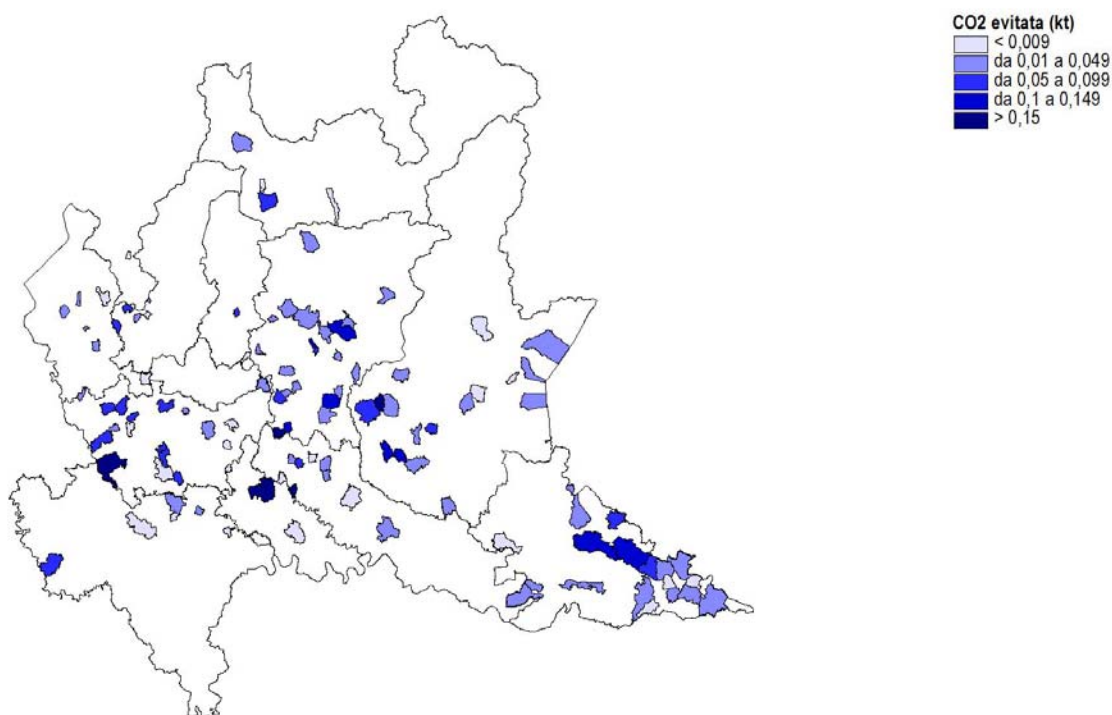 CO2 evitata (kt)
< 0,009
da 0,01 a 0,049
da 0,05 a 0,099
da 0,1 a 0,149
> 0,15